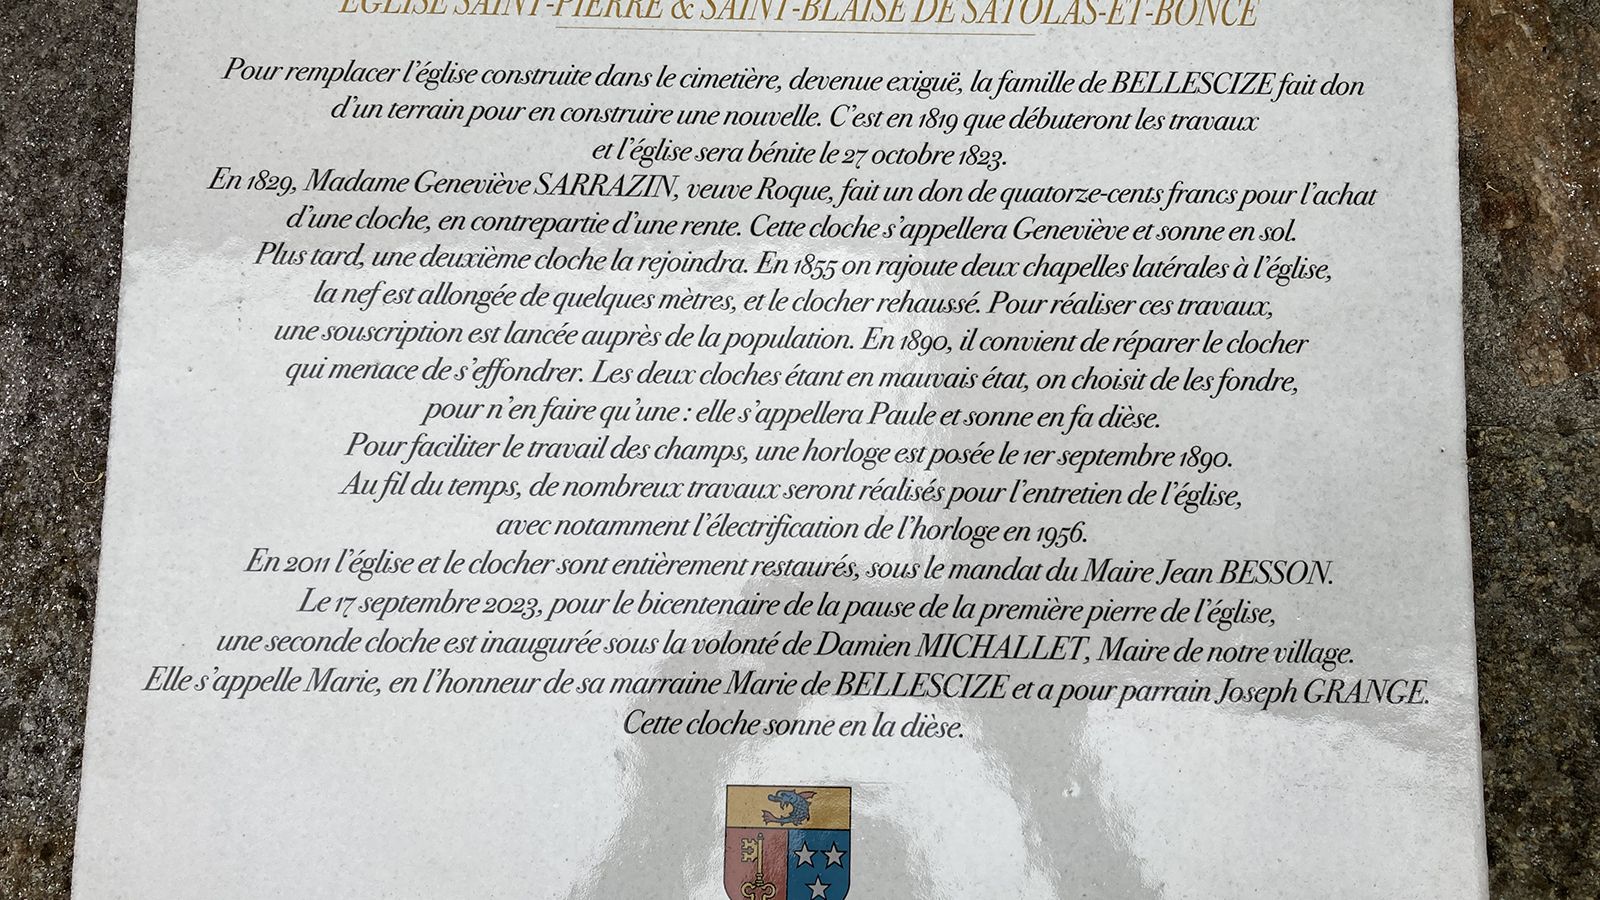 ÉGLISE SAINT-PIERRE & SAINT-BLAISE DE SATOLAS-ET-BONCE
Pour remplacer l'église construite dans le cimetière, devenue exiguë, la famille de BELLESCIZE fait don
d'un terrain pour en construire une nouvelle. C'est en 1819 que débuteront les travaux
et l'église sera bénite le 27 octobre 1823.
En 1829, Madame Geneviève SARRAZIN, veuve Roque, fait un don de quatorze-cents francs pour l'achat
d'une cloche, en contrepartie d'une rente. Cette cloche s'appellera Geneviève et sonne en sol.
Plus tard, une deuxième cloche la rejoindra. En 1855 on rajoute deux chapelles latérales à l'église,
la nef est allongée de quelques mètres, et le clocher rehaussé. Pour réaliser ces travaux,
une souscription est lancée auprès de la population. En 1890, il convient de réparer le clocher
qui menace de s'effondrer. Les deux cloches étant en mauvais état, on choisit de les fondre,
pour n'en faire qu'une : elle s'appellera Paule et sonne en fa dièse.
Pour faciliter le travail des champs, une horloge est posée le 1er septembre 1890.
Au fil du temps, de nombreux travaux seront réalisés pour l'entretien de l'église,
avec notamment l'électrification de l'horloge en 1956.
En 2011 l'église et le clocher sont entièrement restaurés, sous le mandat du Maire Jean BESSON.
Le 17 septembre 2023, pour le bicentenaire de la pause de la première pierre de l'église,
une seconde cloche est inaugurée sous la volonté de Damien MICHALLET, Maire de notre village.
Elle s'appelle Marie, en l'honneur de sa marraine Marie de BELLESCIZE et a pour parrain Joseph GRANGE.
Cette cloche sonne en la dièse.